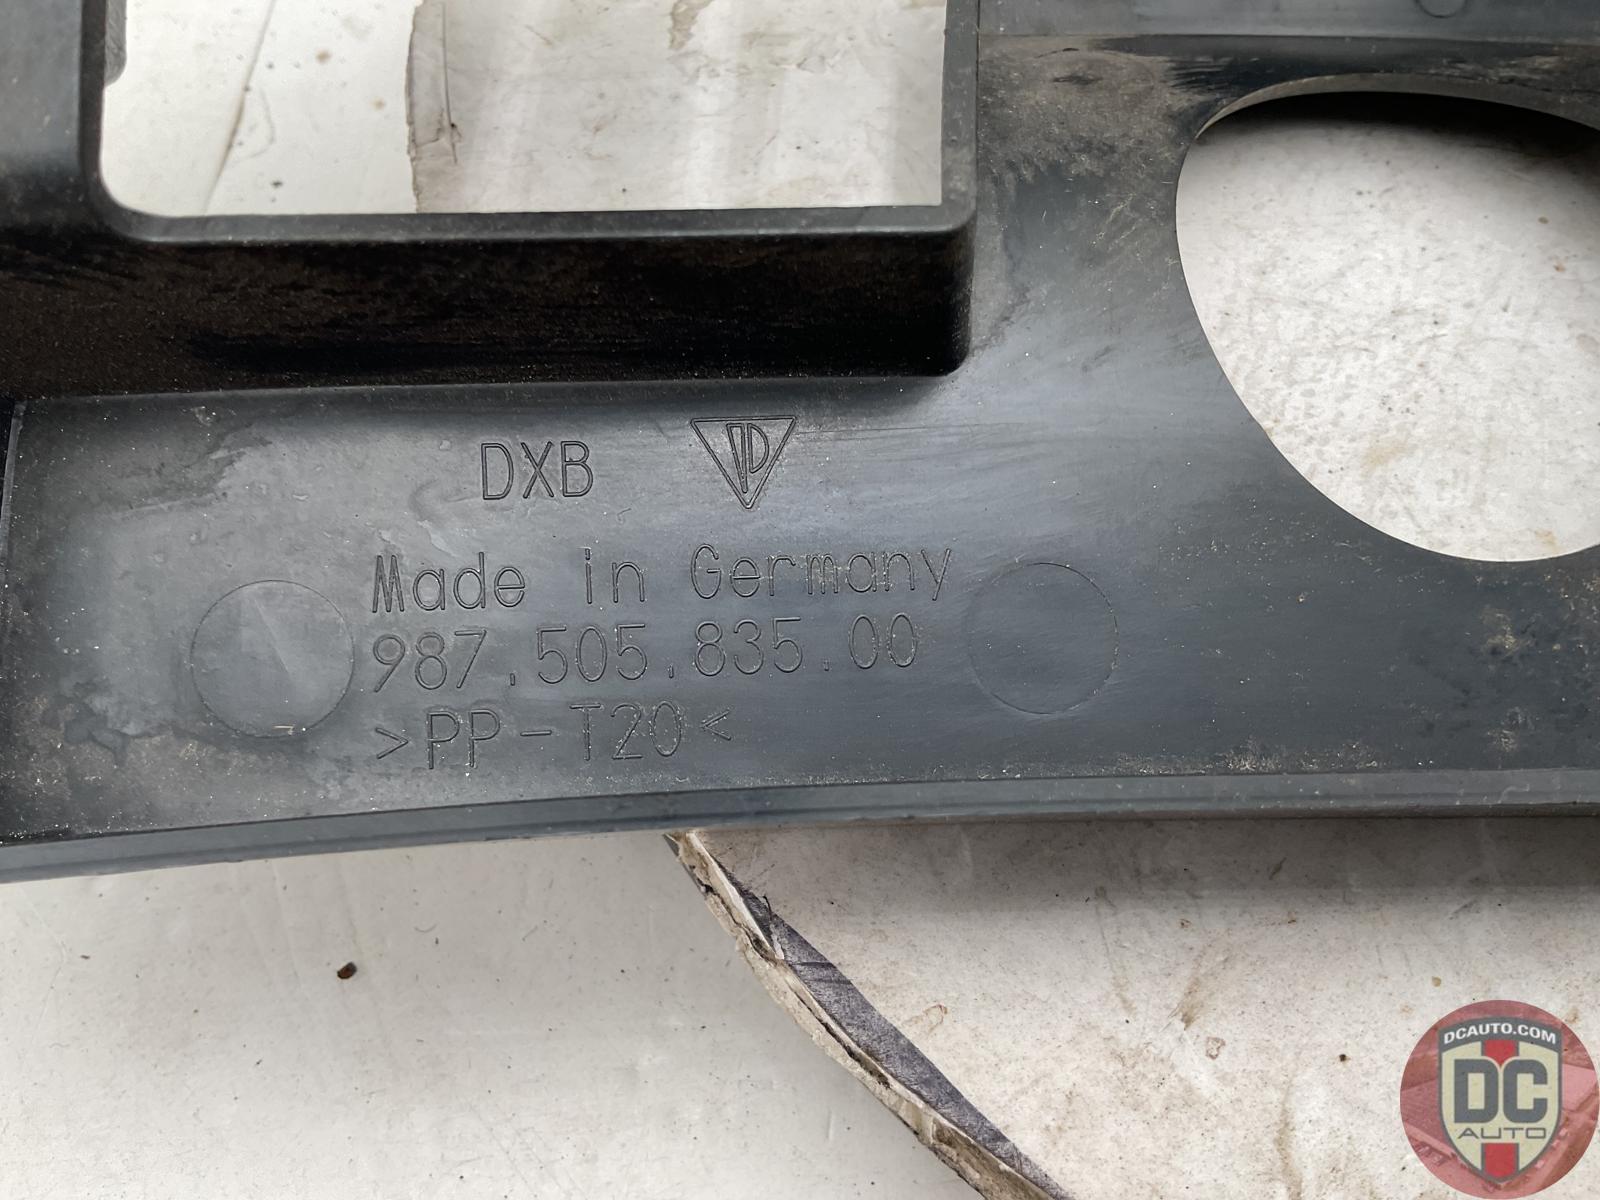 DXB
Made in Germany
987.505.835.00
>PP-T20<
DCAUTO.COM
DC
AUTO